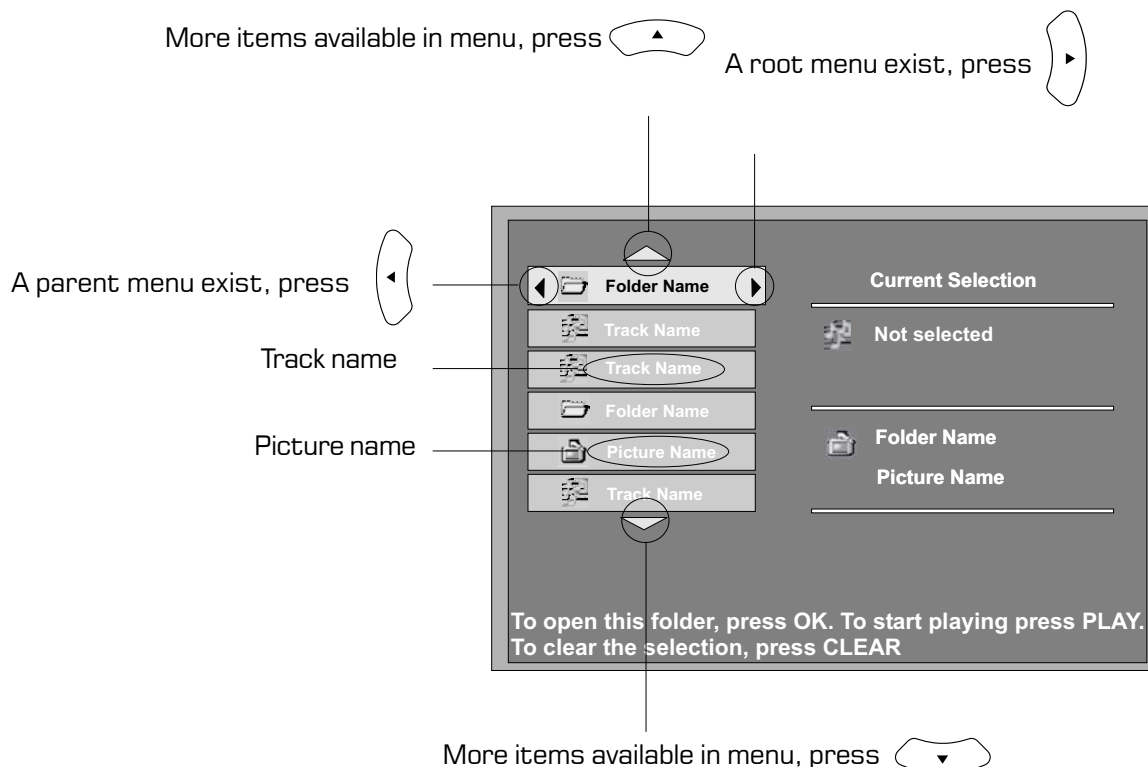 More items available in menu, press
A root menu exist, press
A parent menu exist, press
Track name
Picture name
Folder Name
Track Name
Track Name
Folder Name
Picture Name
Track Name
Current Selection
Not selected
Folder Name
Picture Name
To open this folder, press OK. To start playing press PLAY.
To clear the selection, press CLEAR
More items available in menu, press